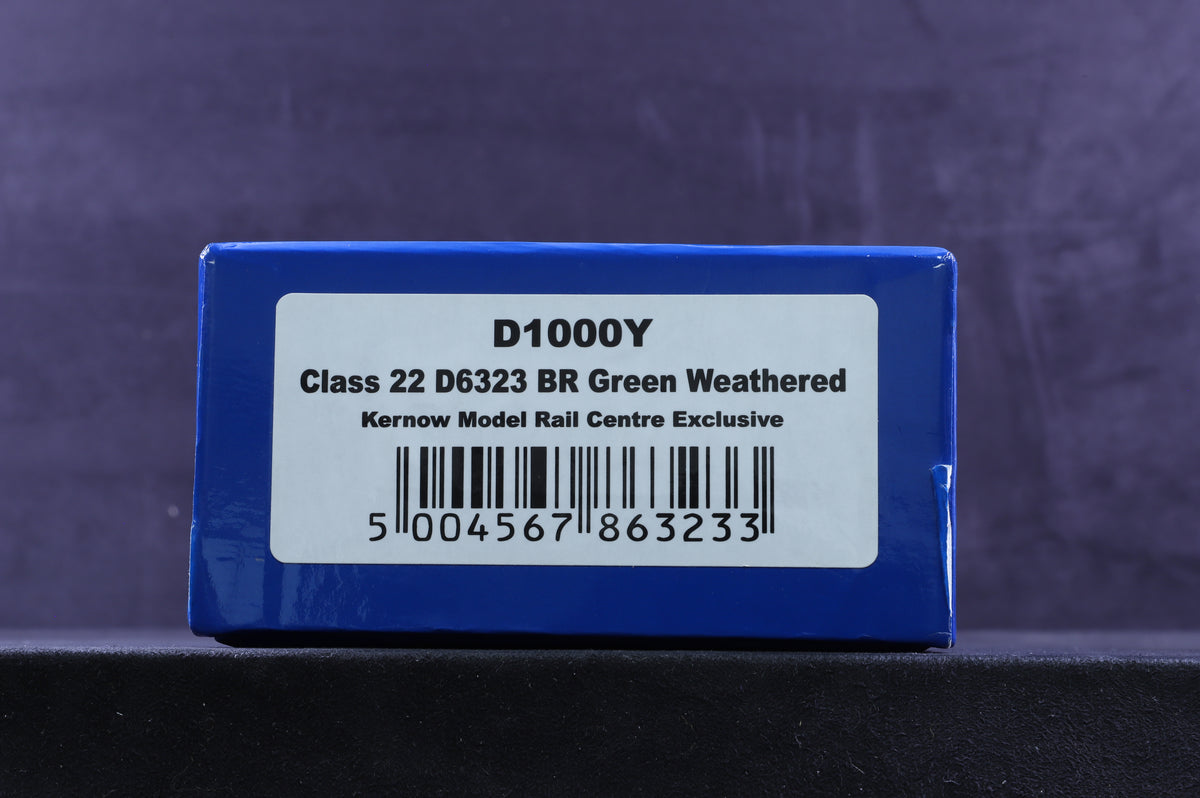 D1000Y
Class 22 D6323 BR Green Weathered
Kernow Model Rail Centre Exclusive
5 004567 863233